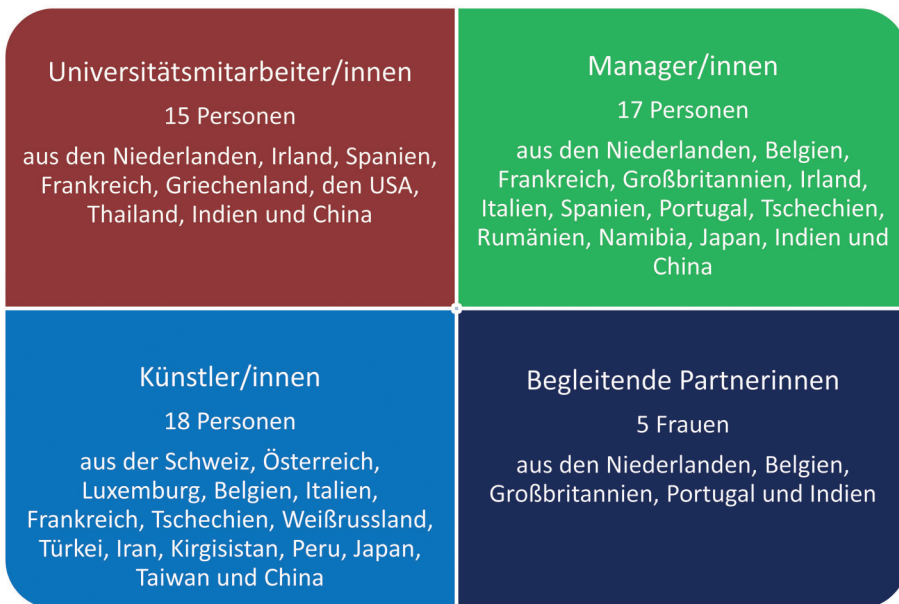 Universitätsmitarbeiter/innen
15 Personen
aus den Niederlanden, Irland, Spanien,
Frankreich, Griechenland, den USA,
Thailand, Indien und China
Manager/innen
17 Personen
aus den Niederlanden, Belgien,
Frankreich, Großbritannien, Irland,
Italien, Spanien, Portugal, Tschechien,
Rumänien, Namibia, Japan, Indien und
China
Künstler/innen
18 Personen
aus der Schweiz, Österreich,
Luxemburg, Belgien, Italien,
Frankreich, Tschechien, Weißrussland,
Türkei, Iran, Kirgisistan, Peru, Japan,
Taiwan und China
Begleitende Partnerinnen
5 Frauen
aus den Niederlanden, Belgien,
Großbritannien, Portugal und Indien